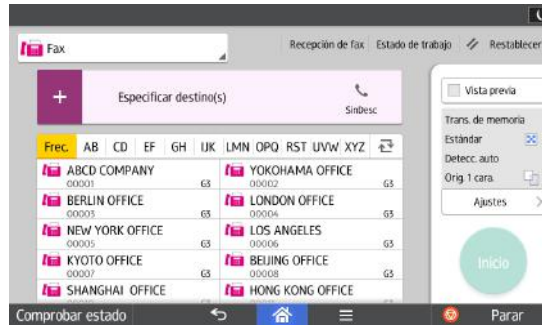 Fax
Recepción de fax Estado de trabajo Restablecer
Especificar destino(s)
SinDesc
Vista previa
Trans. de memoria
Estándar
Detecc. auto
Orig. 1 cara.
Ajustes
Inicio
Frec. AB CD EF GH IJK LMN OPQ RST UVW XYZ
ABCD COMPANY YOKOHAMA OFFICE
00001 G3 00002 G3
BERLIN OFFICE LONDON OFFICE
00003 G3 00004 G3
NEW YORK OFFICE LOS ANGELES
00005 G3 00006 G3
KYOTO OFFICE BEIJING OFFICE
00007 G3 00008 G3
SHANGHAI OFFICE HONG KONG OFFICE
Comprobar estado Parar